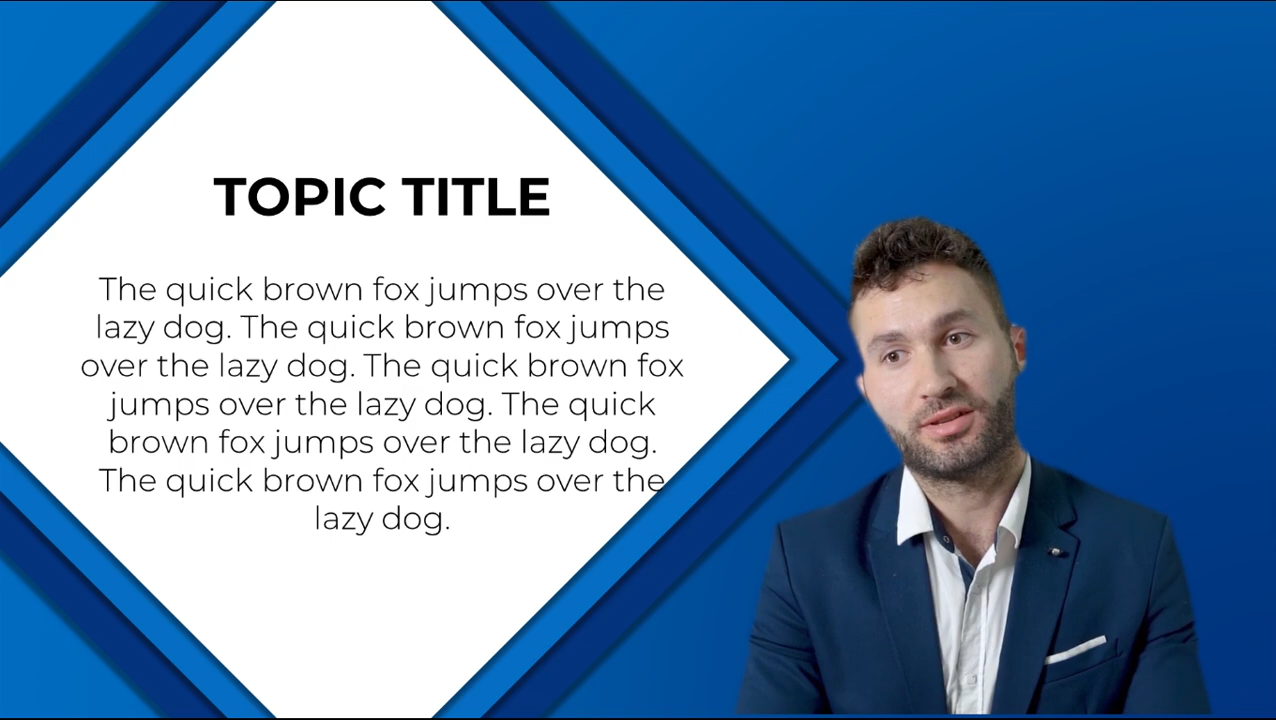 TOPIC TITLE
The quick brown fox jumps over the
lazy dog. The quick brown fox jumps
over the lazy dog. The quick brown fox
jumps over the lazy dog. The quick
brown fox jumps over the lazy dog.
The quick brown fox jumps over the
lazy dog.